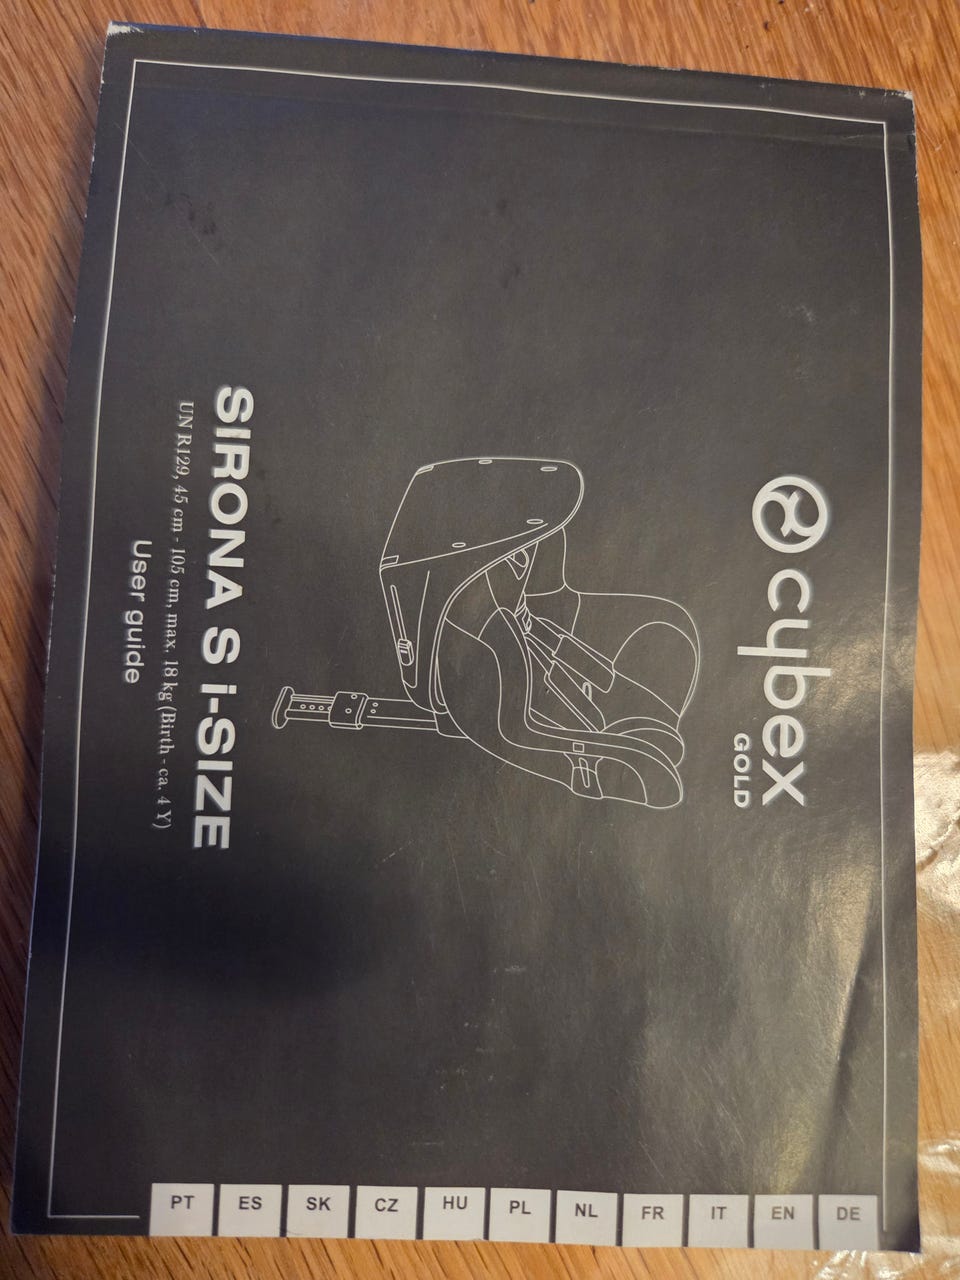 cybex
GOLD
SIRONA S i-SIZE
UN R129, 45 cm - 105 cm, max. 18 kg (Birth - ca. 4 Y)
User guide
DE
EN
IT
FR
NL
PL
HU
CZ
SK
ES
PT